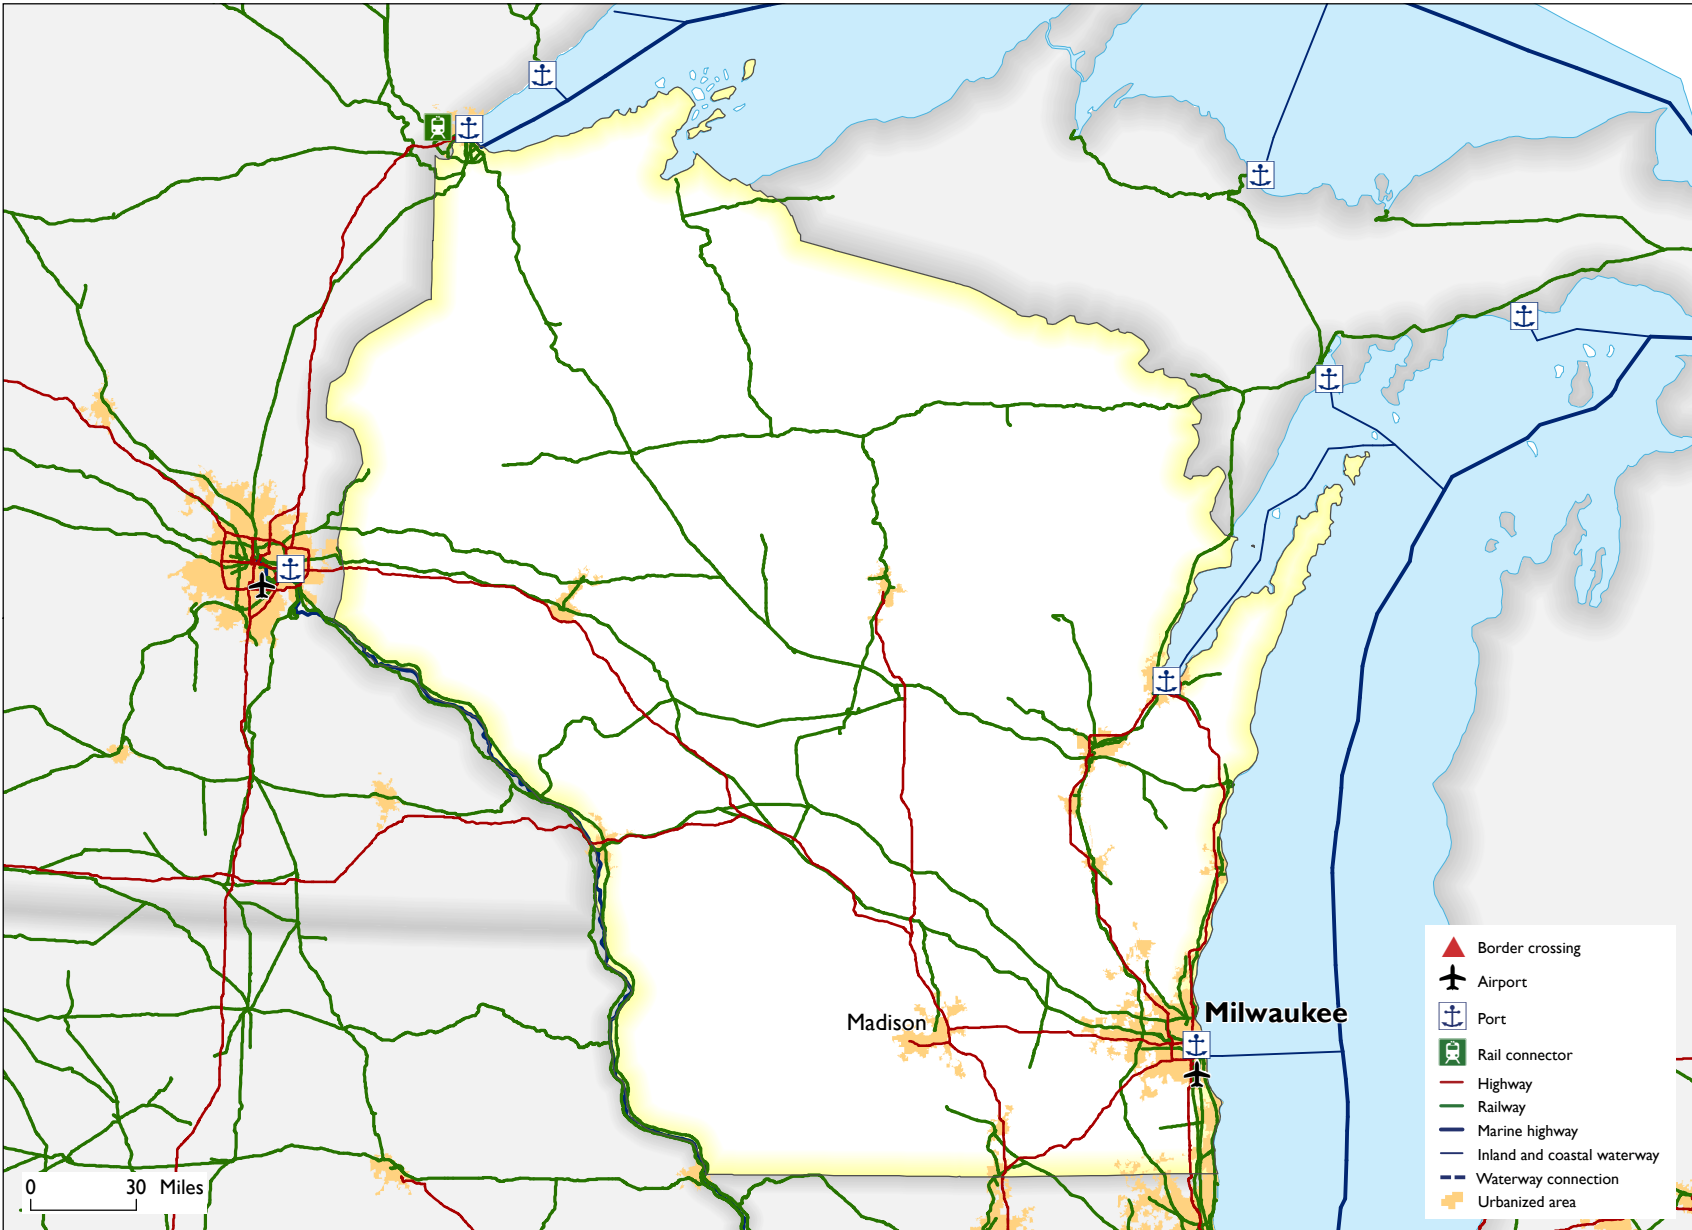 Madison
Milwaukee
Border crossing
Airport
Port
Rail connector
Highway
Railway
Marine highway
Inland and coastal waterway
Waterway connection
Urbanized area
0 30 Miles